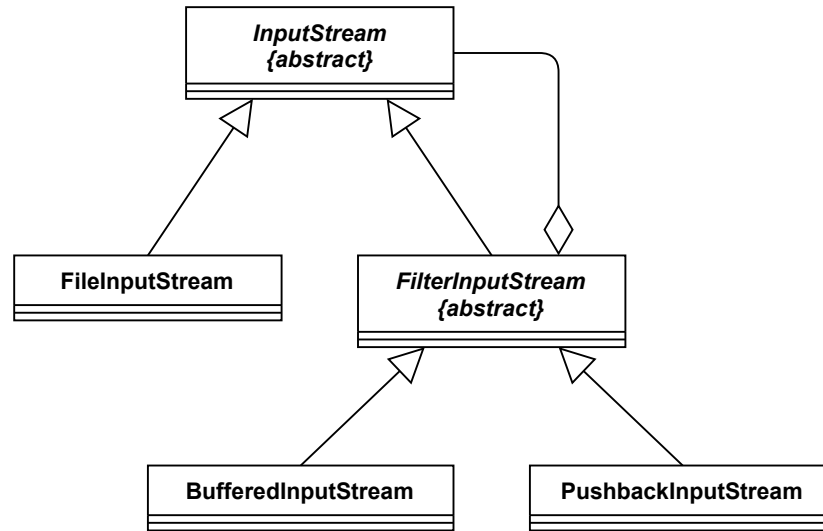 InputStream
{abstract}
FileInputStream
FilterInputStream
{abstract}
BufferedInputStream
PushbackInputStream